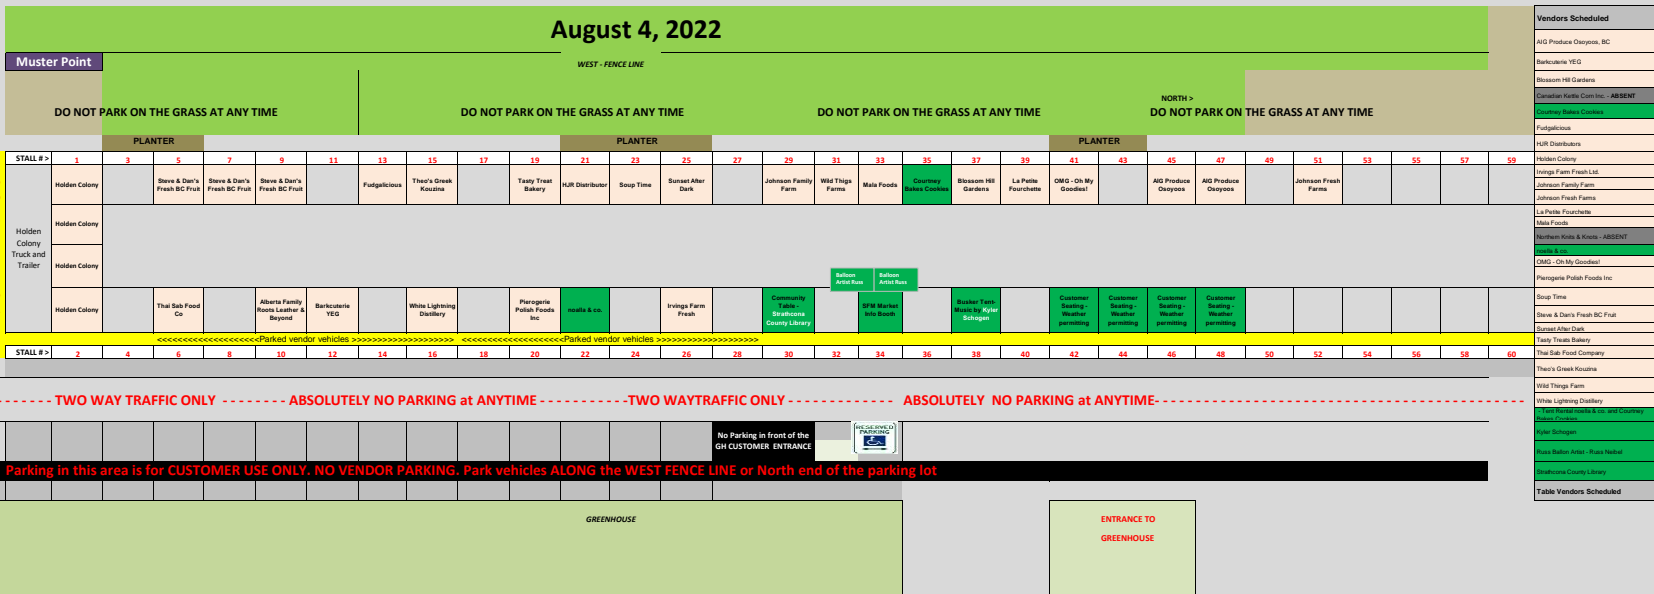 August 4, 2022
Muster Point
WEST - FENCE LINE
NORTH >
DO NOT PARK ON THE GRASS AT ANY TIME DO NOT PARK ON THE GRASS AT ANY TIME DO NOT PARK ON THE GRASS AT ANY TIME DO NOT PARK ON THE GRASS AT ANY TIME
PLANTER PLANTER PLANTER
STALL # > 1 3 5 7 9 11 13 15 17 19 21 23 25 27 29 31 33 35 37 39 41 43 45 47 49 51 53 55 57 59
Holden Colony
Steve & Dan's
Fresh BC Fruit
Steve & Dan's
Fresh BC Fruit
Steve & Dan's
Fresh BC Fruit
Fudgalicious
Theo's Greek
Kouzina
Tasty Treat
Bakery
HJR Distributor
Soup Time
Sunset After
Dark
Johnson Family
Farm
Wild Thigs
Farms
Mala Foods
Courtney
Bakes Cookies
Blossom Hill
Gardens
La Petite
Fourchette
OMG - Oh My
Goodies!
AIG Produce
Osoyoos
AIG Produce
Osoyoos
Johnson Fresh
Farms
Holden
Colony
Truck and
Trailer
Holden Colony
Holden Colony
Balloon
Artist Russ
Balloon
Artist Russ
Holden Colony
Thai Sab Food
Co
Alberta Family
Roots Leather &
Beyond
Barkcuterie
YEG
White Lightning
Distillery
Pierogerie
Polish Foods
Inc
noella & co.
Irvings Farm
Fresh
Community
Table -
Strathcona
County Library
SFM Market
Info Booth
Busker Tent-
Music by Kyler
Schogen
Customer
Seating -
Weather
permitting
Customer
Seating -
Weather
permitting
Customer
Seating -
Weather
permitting
Customer
Seating -
Weather
permitting
<<<<<<<<<<<<<<<<<<<<Parked vendor vehicles >>>>>>>>>>>>>>>>>>>> <<<<<<<<<<<<<<<<<<<<Parked vendor vehicles >>>>>>>>>>>>>>>>>>>>
STALL # > 2 4 6 8 10 12 14 16 18 20 22 24 26 28 30 32 34 36 38 40 42 44 46 48 50 52 54 56 58 60
- - - - - - - TWO WAY TRAFFIC ONLY - - - - - - - - ABSOLUTELY NO PARKING at ANYTIME - - - - - - - - - - -TWO WAYTRAFFIC ONLY - - - - - - - - - - - - - ABSOLUTELY NO PARKING at ANYTIME- - - - - - - - - - - - - - - - - - - - - - - - - - - - - - - - - - - - - -
No Parking in front of the
GH CUSTOMER ENTRANCE
RESERVED
PARKING
Parking in this area is for CUSTOMER USE ONLY. NO VENDOR PARKING. Park vehicles ALONG the WEST FENCE LINE or North end of the parking lot
GREENHOUSE
ENTRANCE TO
GREENHOUSE
Vendors Scheduled
AIG Produce Osoyoos, BC
Barkcuterie YEG
Blossom Hill Gardens
Canadian Kettle Corn Inc. - ABSENT
Courtney Bakes Cookies
Fudgalicious
HJR Distributors
Holden Colony
Irvings Farm Fresh Ltd.
Johnson Family Farm
Johnson Fresh Farms
La Petite Fourchette
Mala Foods
Northern Knits & Knots - ABSENT
noella & co.
OMG - Oh My Goodies!
Pierogerie Polish Foods Inc
Soup Time
Steve & Dan's Fresh BC Fruit
Sunset After Dark
Tasty Treats Bakery
Thai Sab Food Company
Theo's Greek Kouzina
Wild Things Farm
White Lightning Distillery
- Tent Rental noella & co. and Courtney
Bakes Cookies
Kyler Schogen
Russ Ballon Artist - Russ Neibel
Strathcona County Library
Table Vendors Scheduled